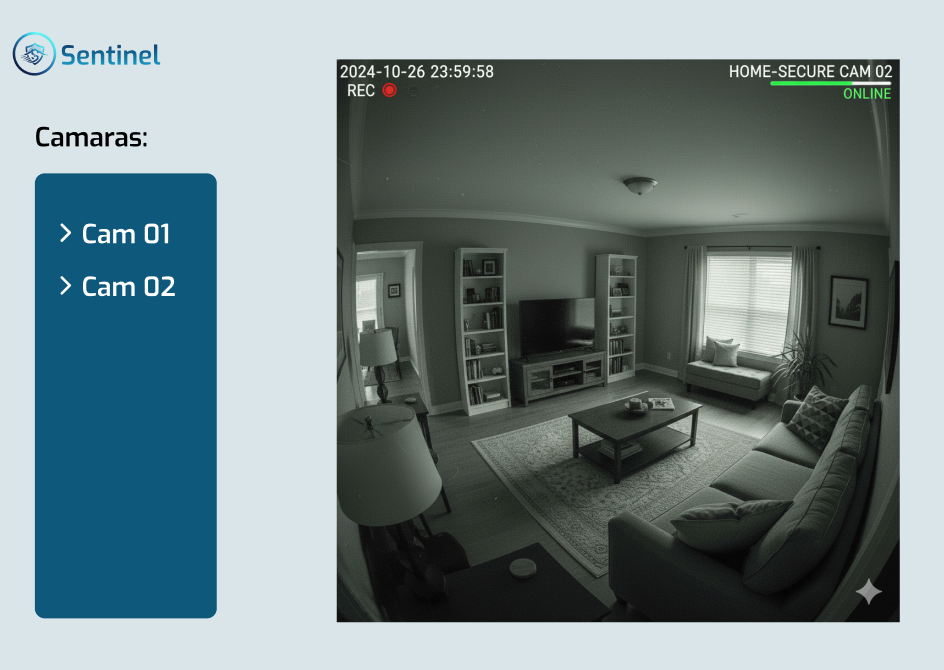 Sentinel
Camaras:
Cam 01
Cam 02
2024-10-26 23:59:58
REC
HOME-SECURE CAM 02
ONLINE